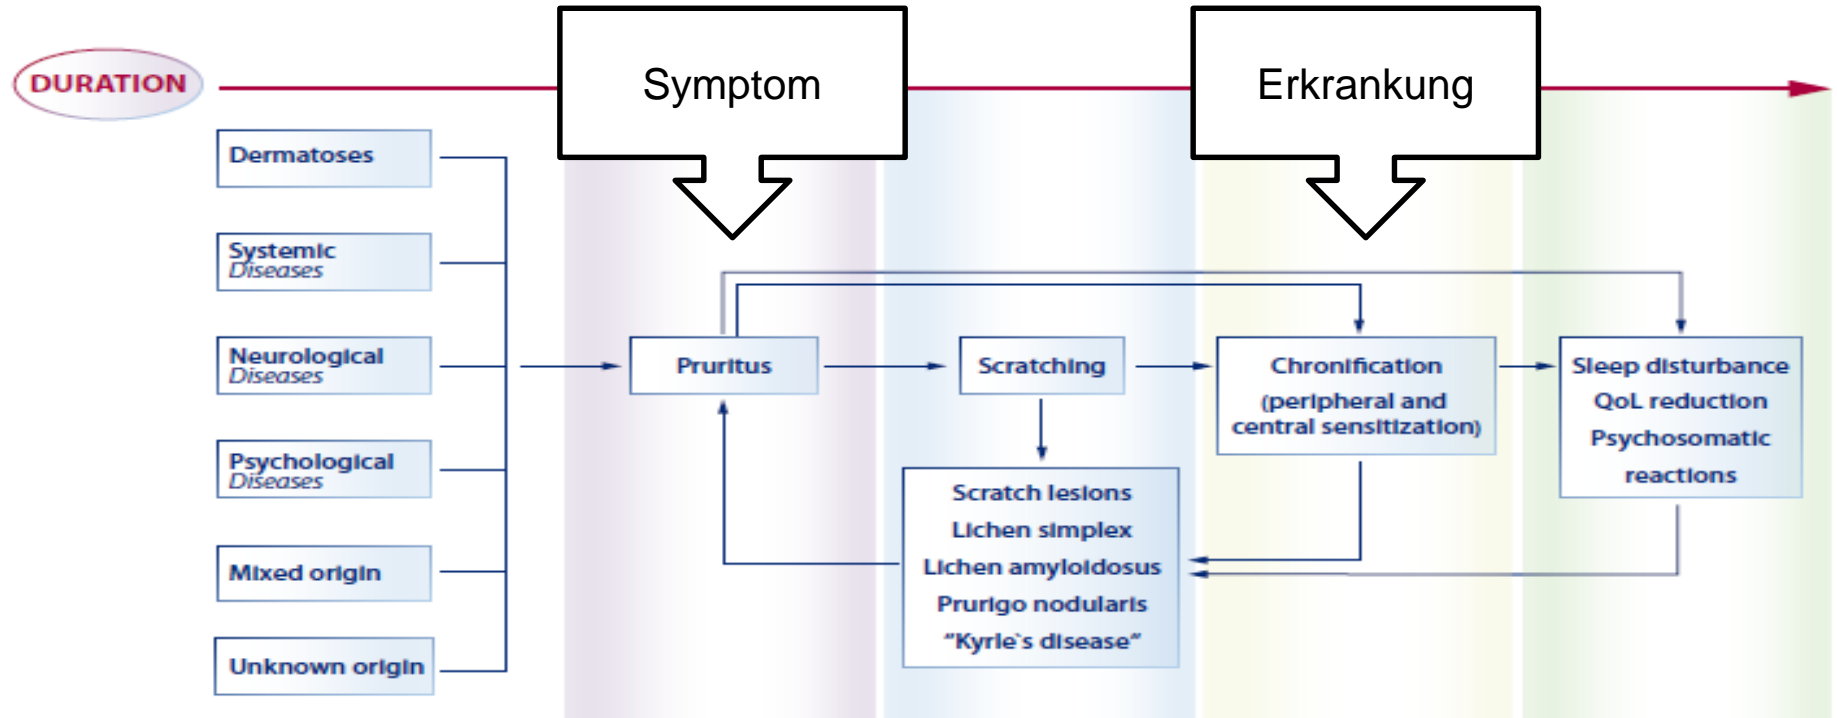 Symptom
Erkrankung
DURATION
Dermatoses
Systemic
Diseases
Neurological
Diseases
Psychological
Diseases
Mixed origin
Unknown origin
Pruritus
Scratching
Scratch lesions
Lichen simplex
Lichen amyloidosus
Prurigo nodularis
"Kyrle`s disease"
Chronification
(peripheral and
central sensitization)
Sleep disturbance
QoL reduction
Psychosomatic
reactions